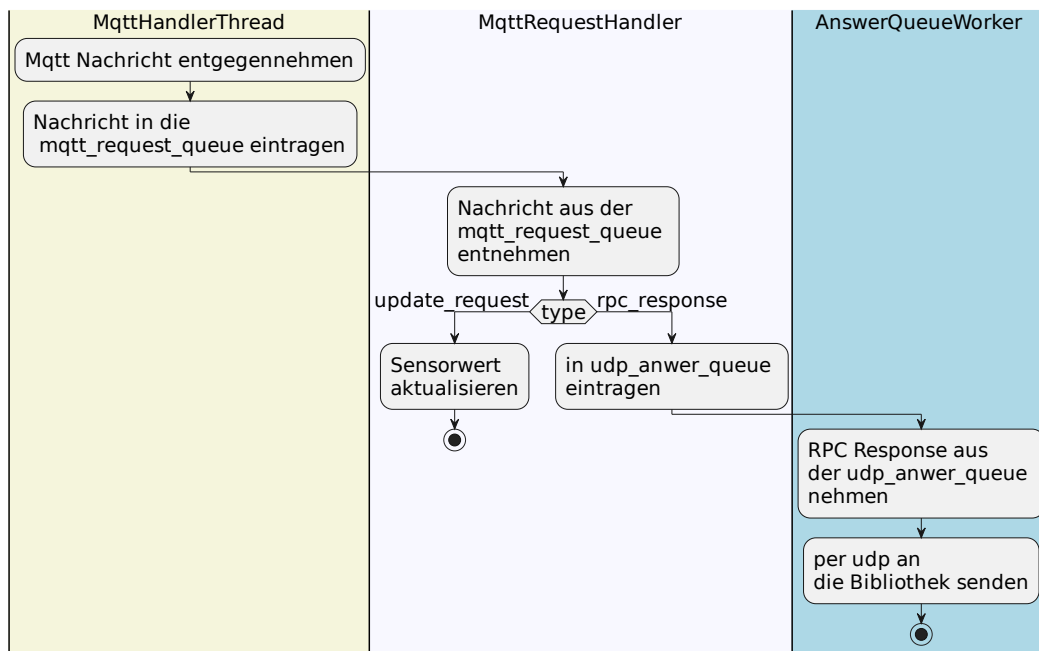 MqttHandlerThread
MqttRequestHandler
AnswerQueueWorker
Mqtt Nachricht entgegennehmen
Nachricht in die
mqtt_request_queue eintragen
Nachricht aus der
mqtt_request_queue
entnehmen
update_request
type
rpc_response
Sensorwert
aktualisieren
in udp_anwer_queue
eintragen
RPC Response aus
der udp_anwer_queue
nehmen
per udp an
die Bibliothek senden